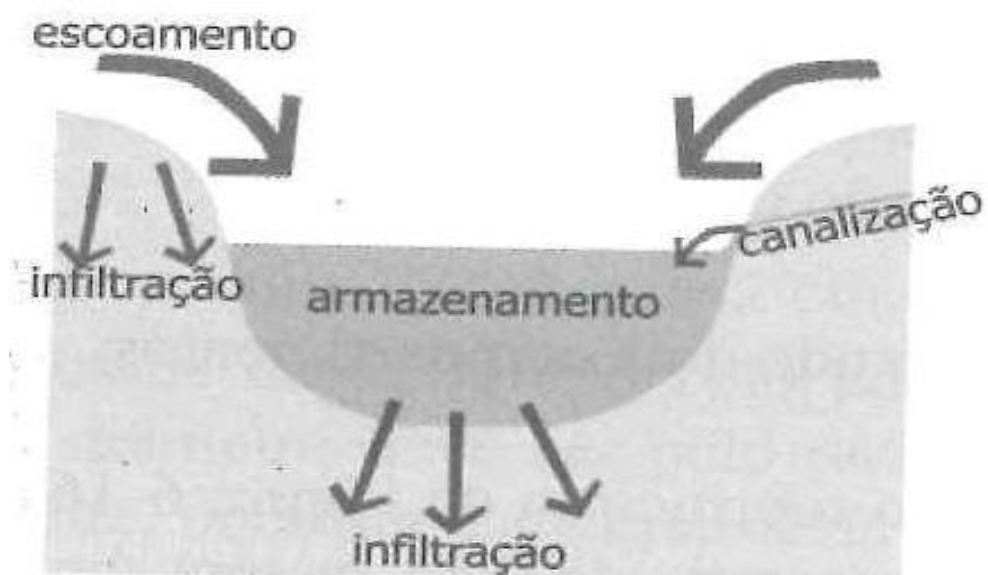 escoamento
canalização
infiltração
armazenamento
infiltração